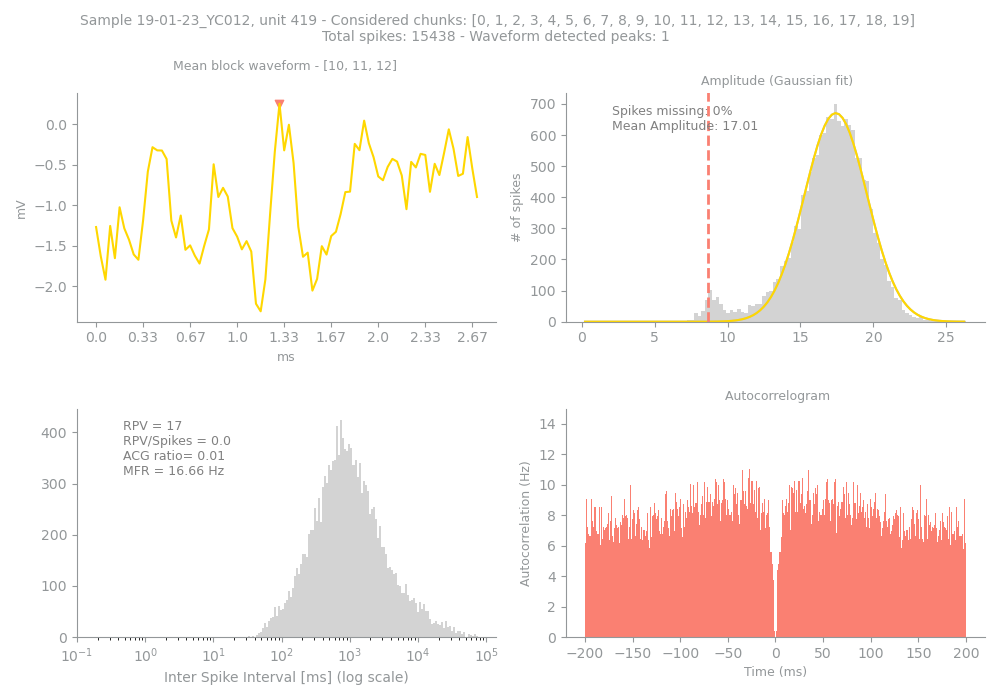 Sample 19-01-23_YC012, unit 419 - Considered chunks: [0, 1, 2, 3, 4, 5, 6, 7, 8, 9, 10, 11, 12, 13, 14, 15, 16, 17, 18, 19]
Total spikes: 15438 - Waveform detected peaks: 1
Mean block waveform - [10, 11, 12]
0.0
−0.5
−1.0
−1.5
−2.0
mV
0.0 0.33 0.67 1.0 1.33 1.67 2.0 2.33 2.67
ms
Amplitude (Gaussian fit)
Spikes missing: 0%
Mean Amplitude: 17.01
700
600
500
400
300
200
100
0
# of spikes
0 5 10 15 20 25
RPV = 17
RPV/Spikes = 0.0
ACG ratio= 0.01
MFR = 16.66 Hz
400
300
200
100
0
10⁻¹ 10⁰ 10¹ 10² 10³ 10⁴ 10⁵
Inter Spike Interval [ms] (log scale)
Autocorrelogram
14
12
10
8
6
4
2
0
Autocorrelation (Hz)
−200 −150 −100 −50 0 50 100 150 200
Time (ms)